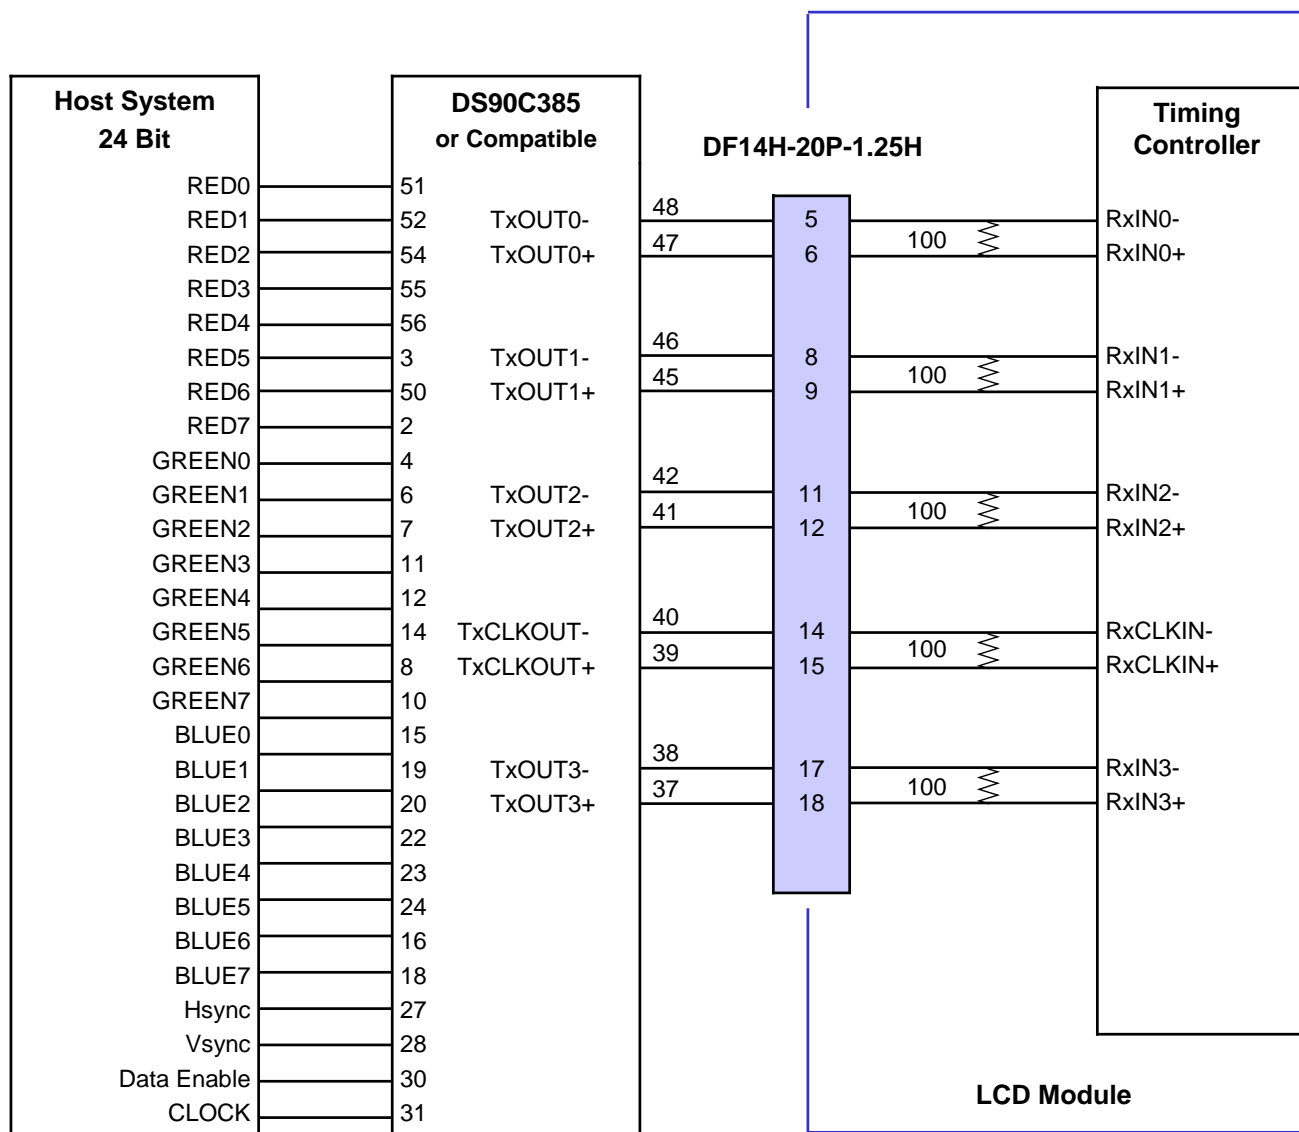 Host System
24 Bit
DS90C385
or Compatible
DF14H-20P-1.25H
Timing
Controller
RED0 51
RED1 52 TxOUT0- 48 5 RxIN0-
100
RED2 54 TxOUT0+ 47 6 RxIN0+
RED3 55
RED4 56
RED5 3 TxOUT1- 46 8 RxIN1-
100
RED6 50 TxOUT1+ 45 9 RxIN1+
RED7 2
GREEN0 4
GREEN1 6 TxOUT2- 42 11 RxIN2-
100
GREEN2 7 TxOUT2+ 41 12 RxIN2+
GREEN3 11
GREEN4 12
GREEN5 14 TxCLKOUT- 40 14 RxCLKIN-
100
GREEN6 8 TxCLKOUT+ 39 15 RxCLKIN+
GREEN7 10
BLUE0 15
BLUE1 19 TxOUT3- 38 17 RxIN3-
100
BLUE2 20 TxOUT3+ 37 18 RxIN3+
BLUE3 22
BLUE4 23
BLUE5 24
BLUE6 16
BLUE7 18
Hsync 27
Vsync 28
Data Enable 30
CLOCK 31
LCD Module